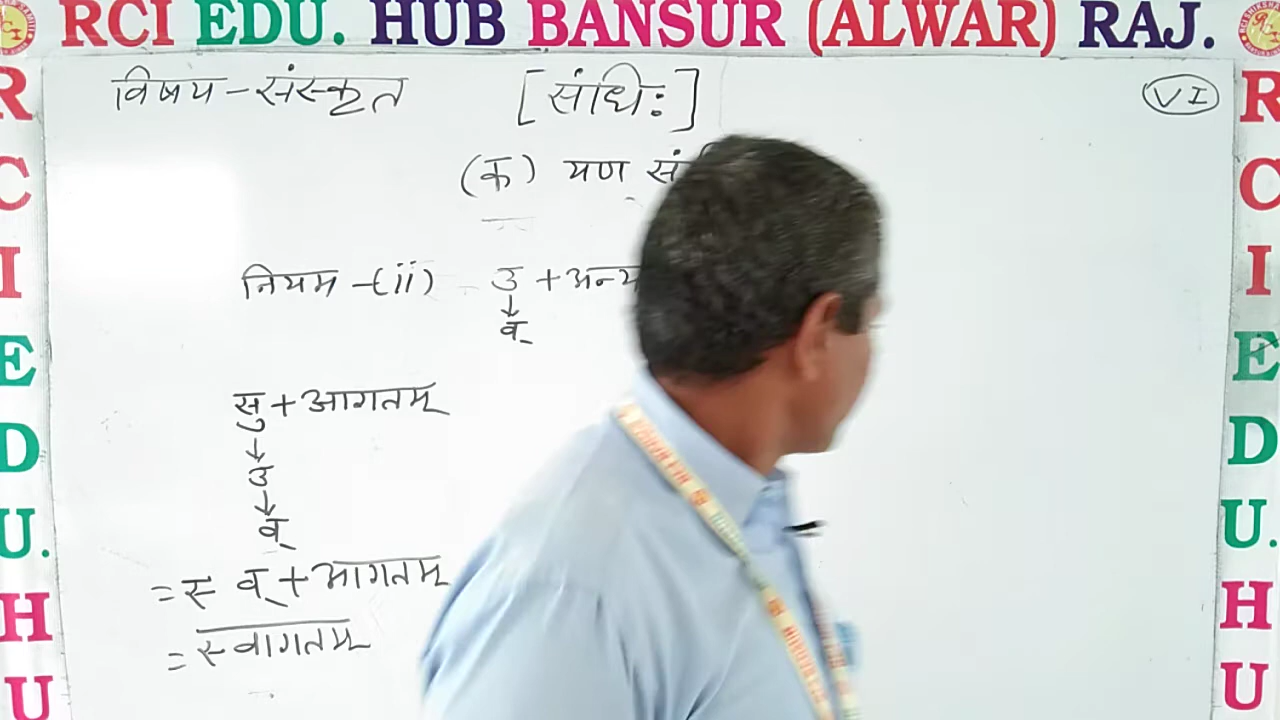 RCI EDU. HUB BANSUR (ALWAR) RAJ.
विषय - संस्कृत [संधिः] VI
(क) यण्
नियम -(ii) उ + अन्य
↓
व्
सु + आगतम्
↓
उ
↓
व्
= स् व् + आगतम्
= स्वागतम्
R
C
I
E
D
U.
H
U
R
C
I
E
D
U.
H
U